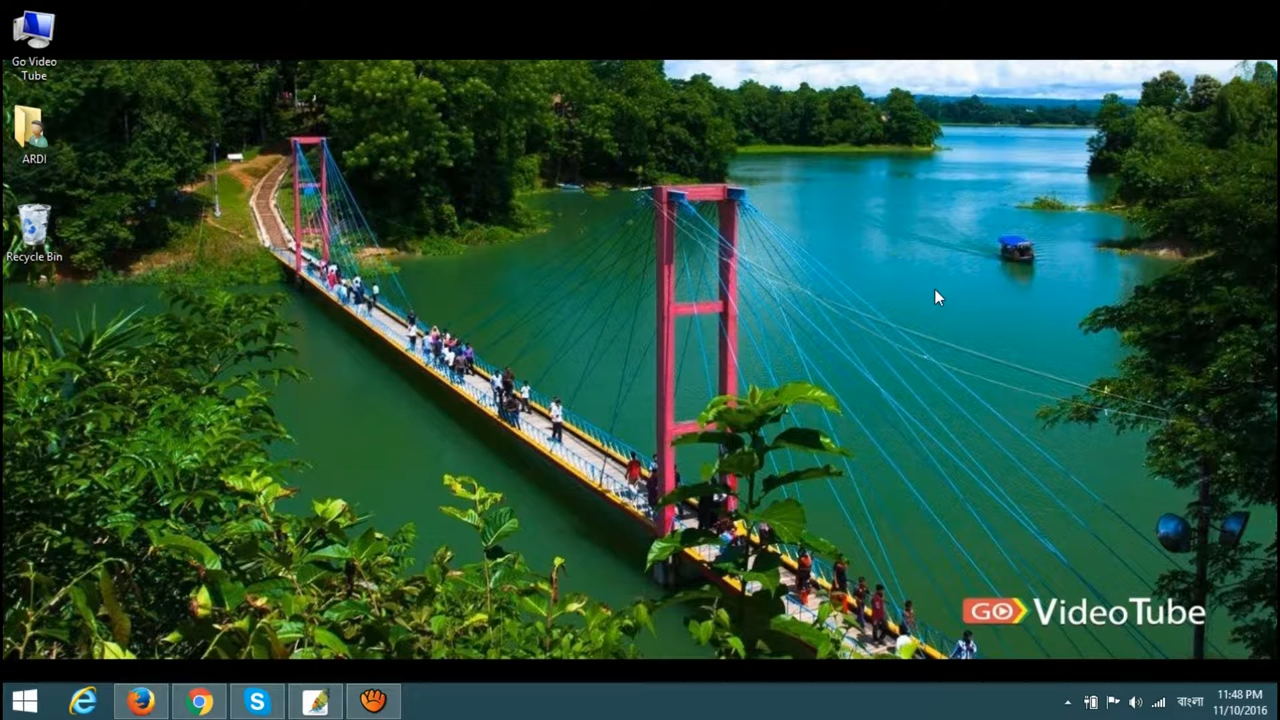 Go Video
Tube
ARDI
Recycle Bin
GO VideoTube
বাংলা
11:48 PM
11/10/2016